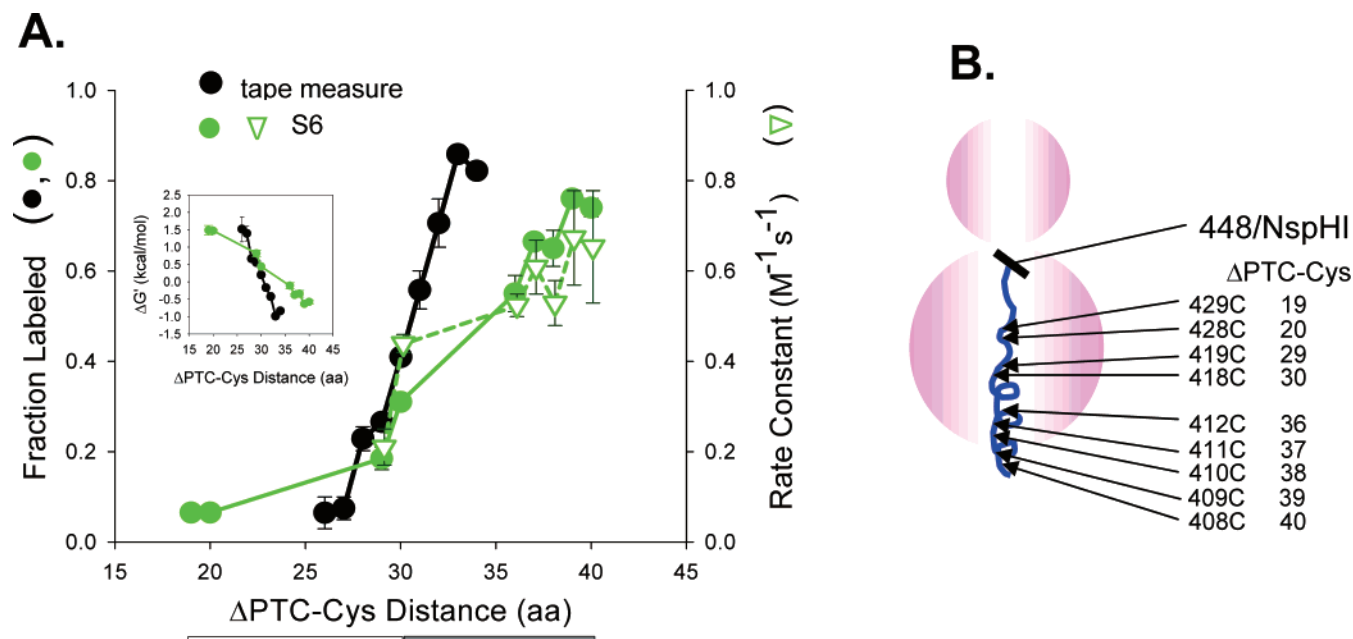 A.
B.
tape measure
S6
Fraction Labeled (●,●)
1.0
0.8
0.6
0.4
0.2
0.0
ΔG' (kcal/mol)
2.5
2.0
1.5
1.0
0.5
0.0
-0.5
-1.0
-1.5
15 20 25 30 35 40 45
ΔPTC-Cys Distance (aa)
1.0
0.8
0.6
0.4
0.2
0.0
Rate Constant (M⁻¹s⁻¹) (▽)
15 20 25 30 35 40 45
ΔPTC-Cys Distance (aa)
448/NspHI
ΔPTC-Cys
429C 19
428C 20
419C 29
418C 30
412C 36
411C 37
410C 38
409C 39
408C 40